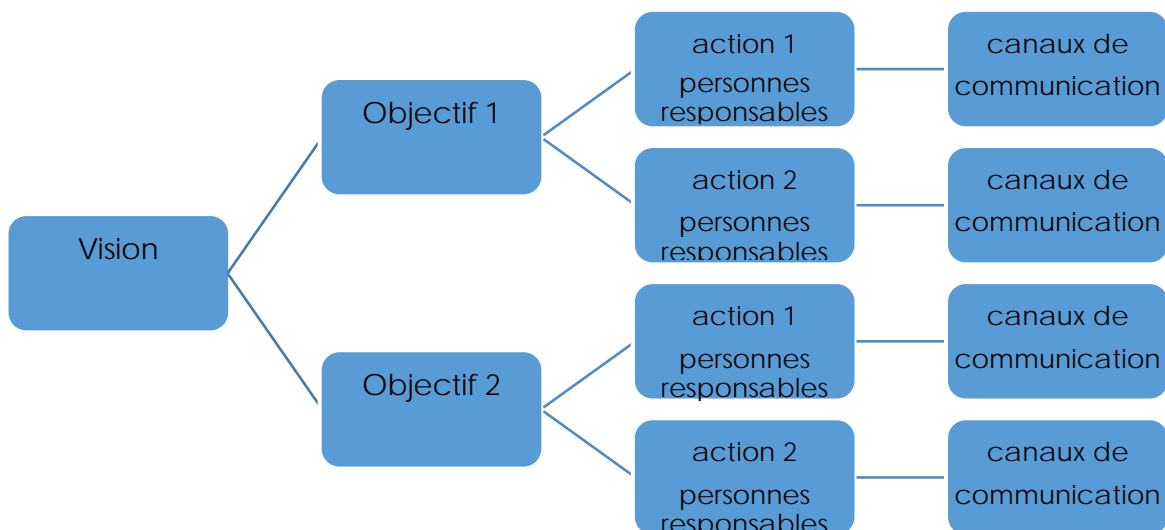 Vision
Objectif 1
action 1
personnes
responsables
canaux de
communication
action 2
personnes
responsables
canaux de
communication
Objectif 2
action 1
personnes
responsables
canaux de
communication
action 2
personnes
responsables
canaux de
communication